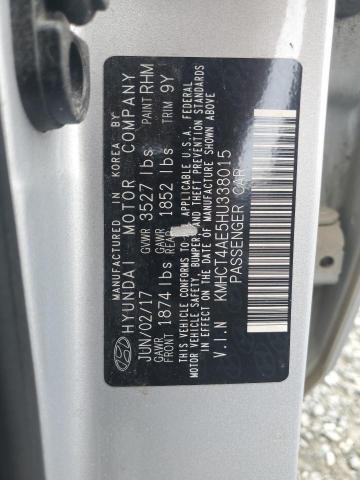 MANUFACTURED IN KOREA BY
HYUNDAI MOTOR COMPANY
JUN/02/17 GVWR 3527 lbs PAINT RHM
GAWR FRONT 1874 lbs GAWR REAR 1852 lbs TRIM 9Y
THIS VEHICLE CONFORMS TO ALL APPLICABLE U.S.A. FEDERAL
MOTOR VEHICLE SAFETY, BUMPER, AND THEFT PREVENTION STANDARDS
IN EFFECT ON THE DATE OF MANUFACTURE SHOWN ABOVE
V.I.N KMHCT4AE5HU338015
PASSENGER CAR